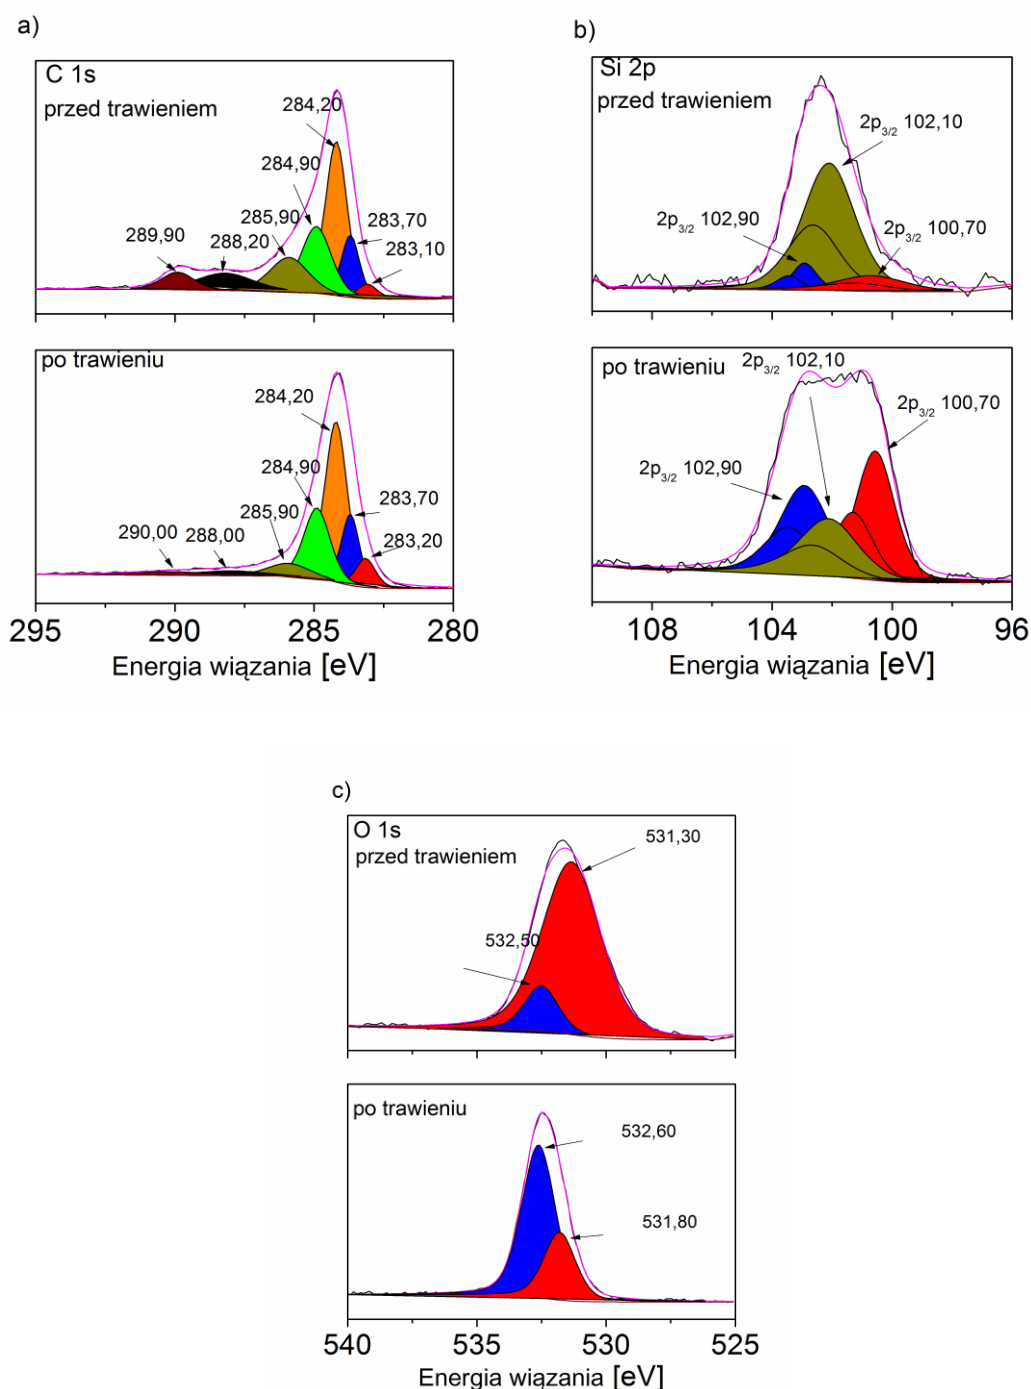 a)
C 1s
przed trawieniem
284,20
284,90
285,90
289,90
288,20
283,70
283,10
po trawieniu
284,20
284,90
285,90
290,00
288,00
283,70
283,20
295 290 285 280
Energia wiązania [eV]
b)
Si 2p
przed trawieniem
2p3/2 102,10
2p3/2 102,90
2p3/2 100,70
po trawieniu
2p3/2 102,10
2p3/2 100,70
2p3/2 102,90
108 104 100 96
Energia wiązania [eV]
c)
O 1s
przed trawieniem
531,30
532,50
po trawieniu
532,60
531,80
540 535 530 525
Energia wiązania [eV]